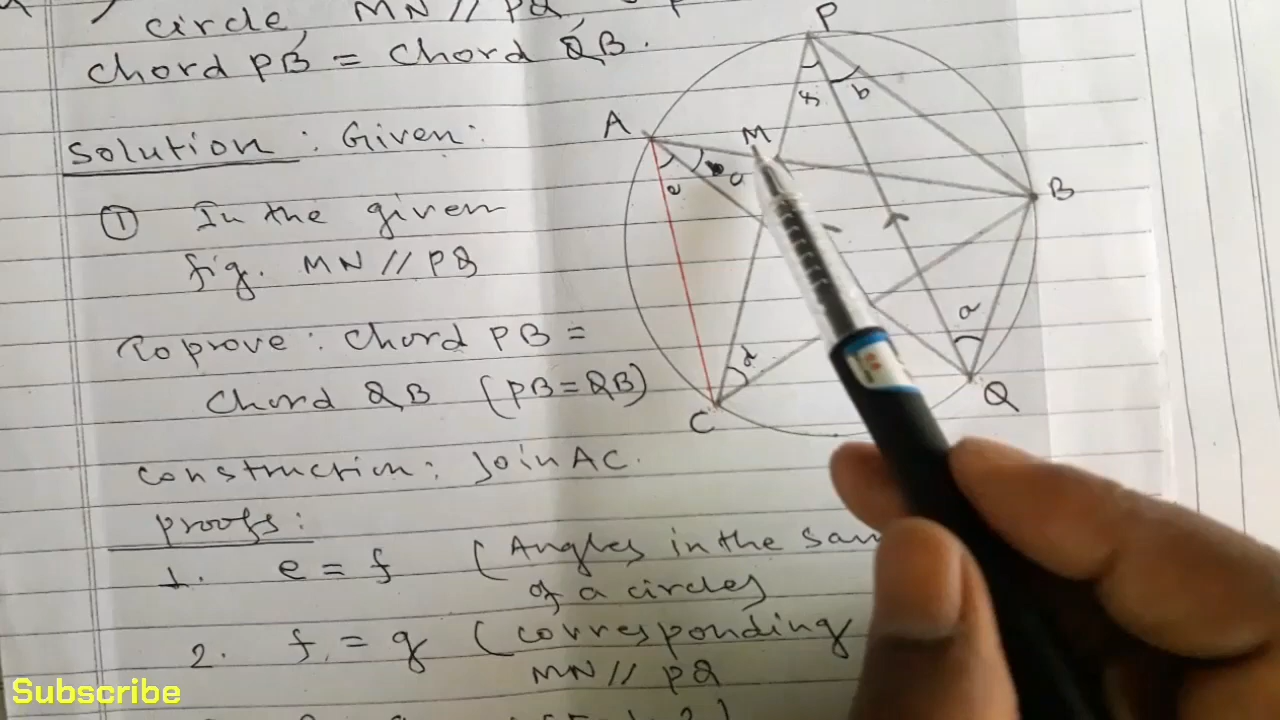 circle, MN // PQ,
chord PB = chord QB.
Solution : Given:
① In the given
fig. MN // PQ
To prove : chord PB =
chord QB (PB = QB)
construction: Join AC.
proofs:
1. e = f (Angles in the sam
of a circles
2. f = g (corresponding
MN // PQ
P
f b
A
M
e a
B
a
d
Q
C
Subscribe